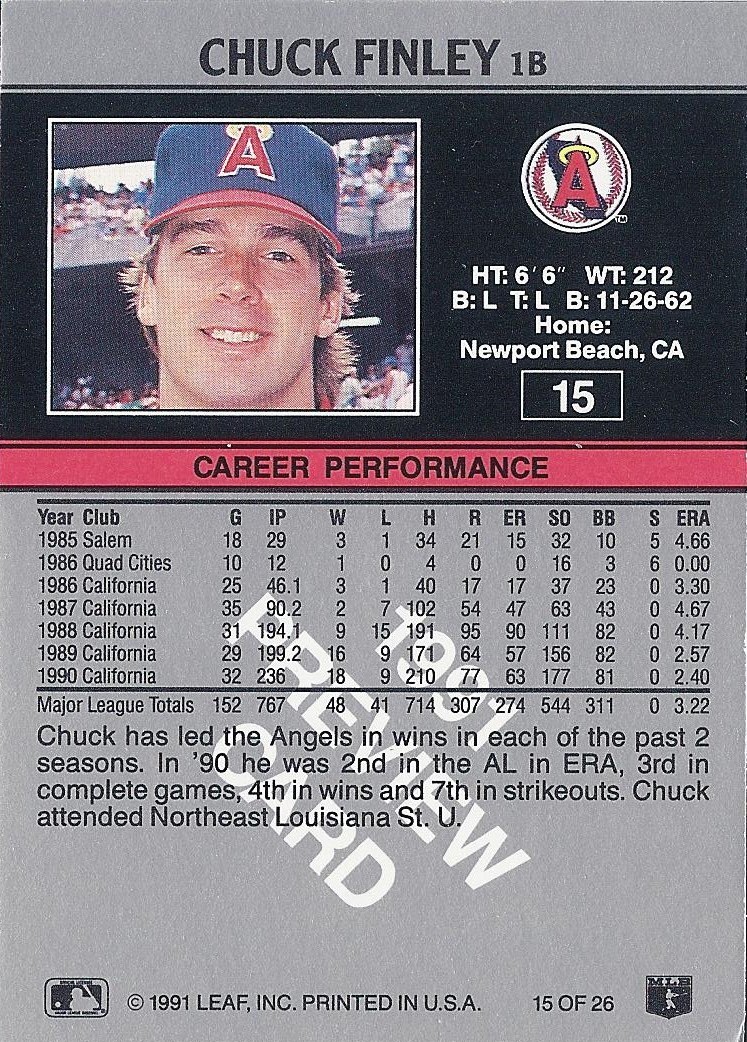 CHUCK FINLEY 1B
A
A
TM
HT: 6'6" WT: 212
B: L T: L B: 11-26-62
Home:
Newport Beach, CA
15
CAREER PERFORMANCE
Year Club G IP W L H R ER SO BB S ERA
1985 Salem 18 29 3 1 34 21 15 32 10 5 4.66
1986 Quad Cities 10 12 1 0 4 0 0 16 3 6 0.00
1986 California 25 46.1 3 1 40 17 17 37 23 0 3.30
1987 California 35 90.2 2 7 102 54 47 63 43 0 4.67
1988 California 31 194.1 9 15 191 95 90 111 82 0 4.17
1989 California 29 199.2 16 9 171 64 57 156 82 0 2.57
1990 California 32 236 18 9 210 77 63 177 81 0 2.40
Major League Totals 152 767 48 41 714 307 274 544 311 0 3.22
Chuck has led the Angels in wins in each of the past 2
seasons. In '90 he was 2nd in the AL in ERA, 3rd in
complete games, 4th in wins and 7th in strikeouts. Chuck
attended Northeast Louisiana St. U.
1991
PREVIEW
CARD
© 1991 LEAF, INC. PRINTED IN U.S.A.
15 OF 26
MLB